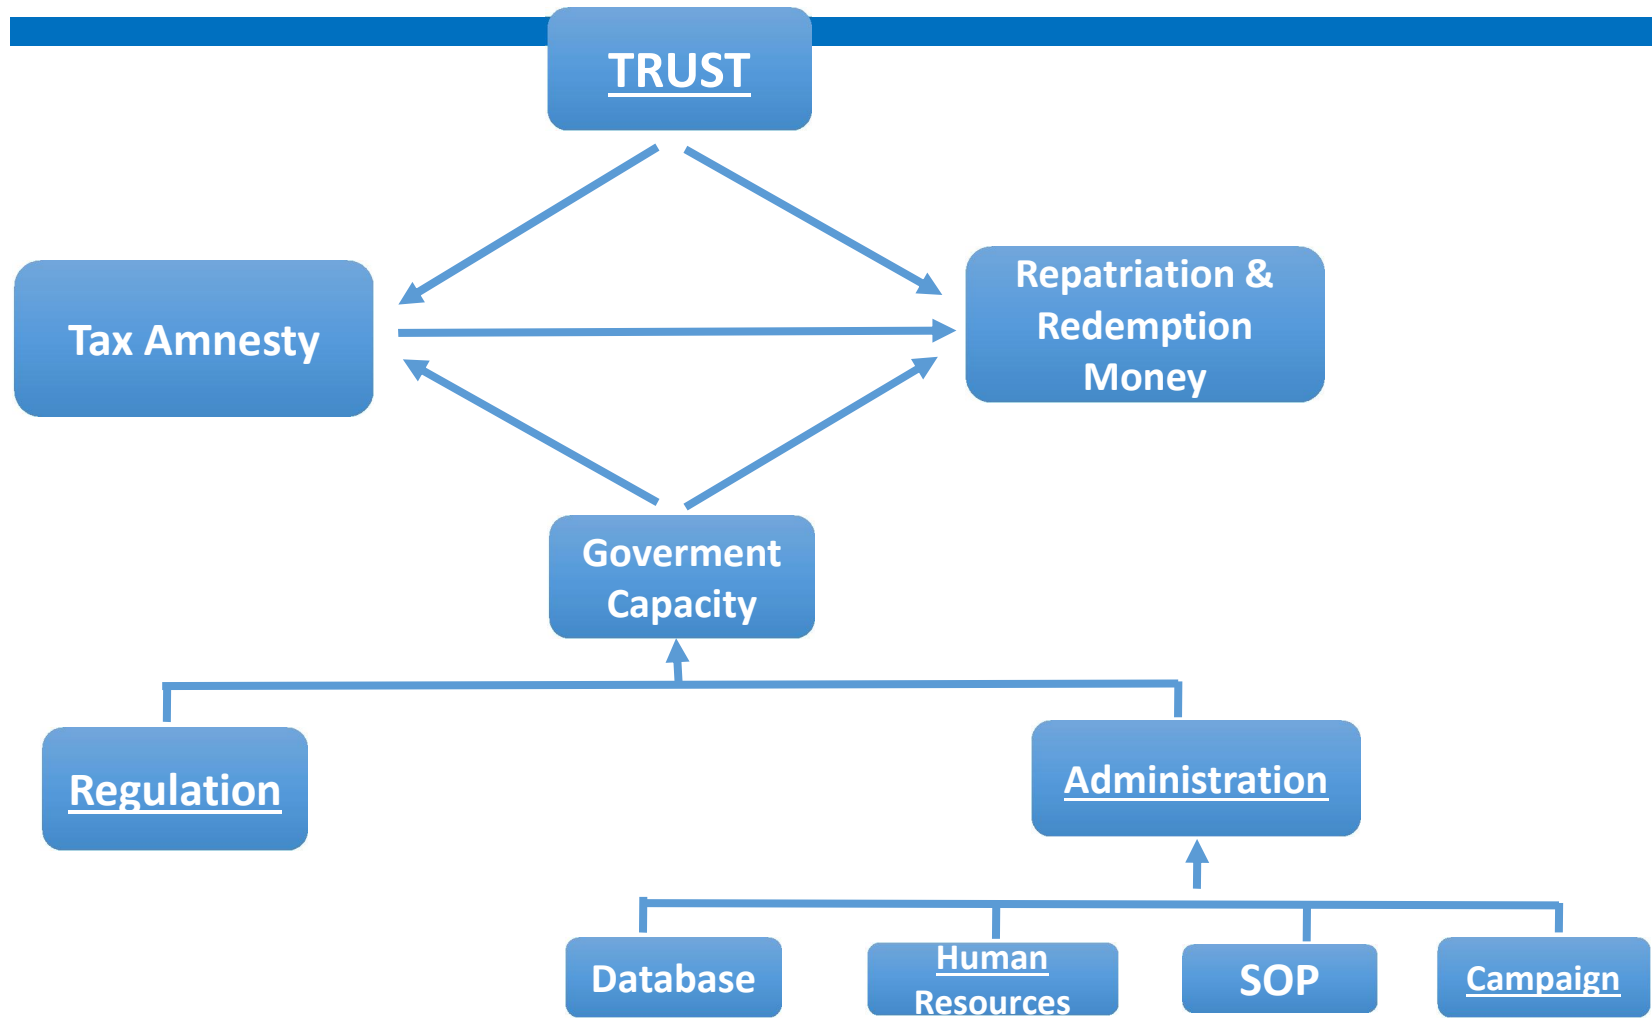 TRUST
Tax Amnesty
Repatriation &
Redemption
Money
Goverment
Capacity
Regulation
Administration
Database
Human
Resources
SOP
Campaign